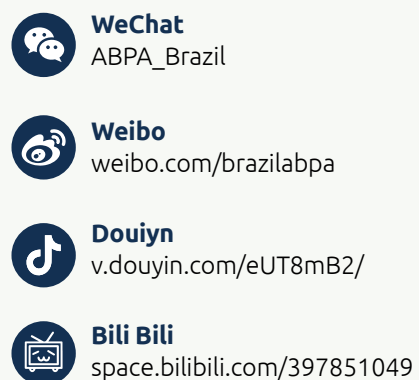 WeChat
ABPA_Brazil
Weibo
weibo.com/brazilabpa
Douiyn
v.douyin.com/eUT8mB2/
Bili Bili
space.bilibili.com/397851049